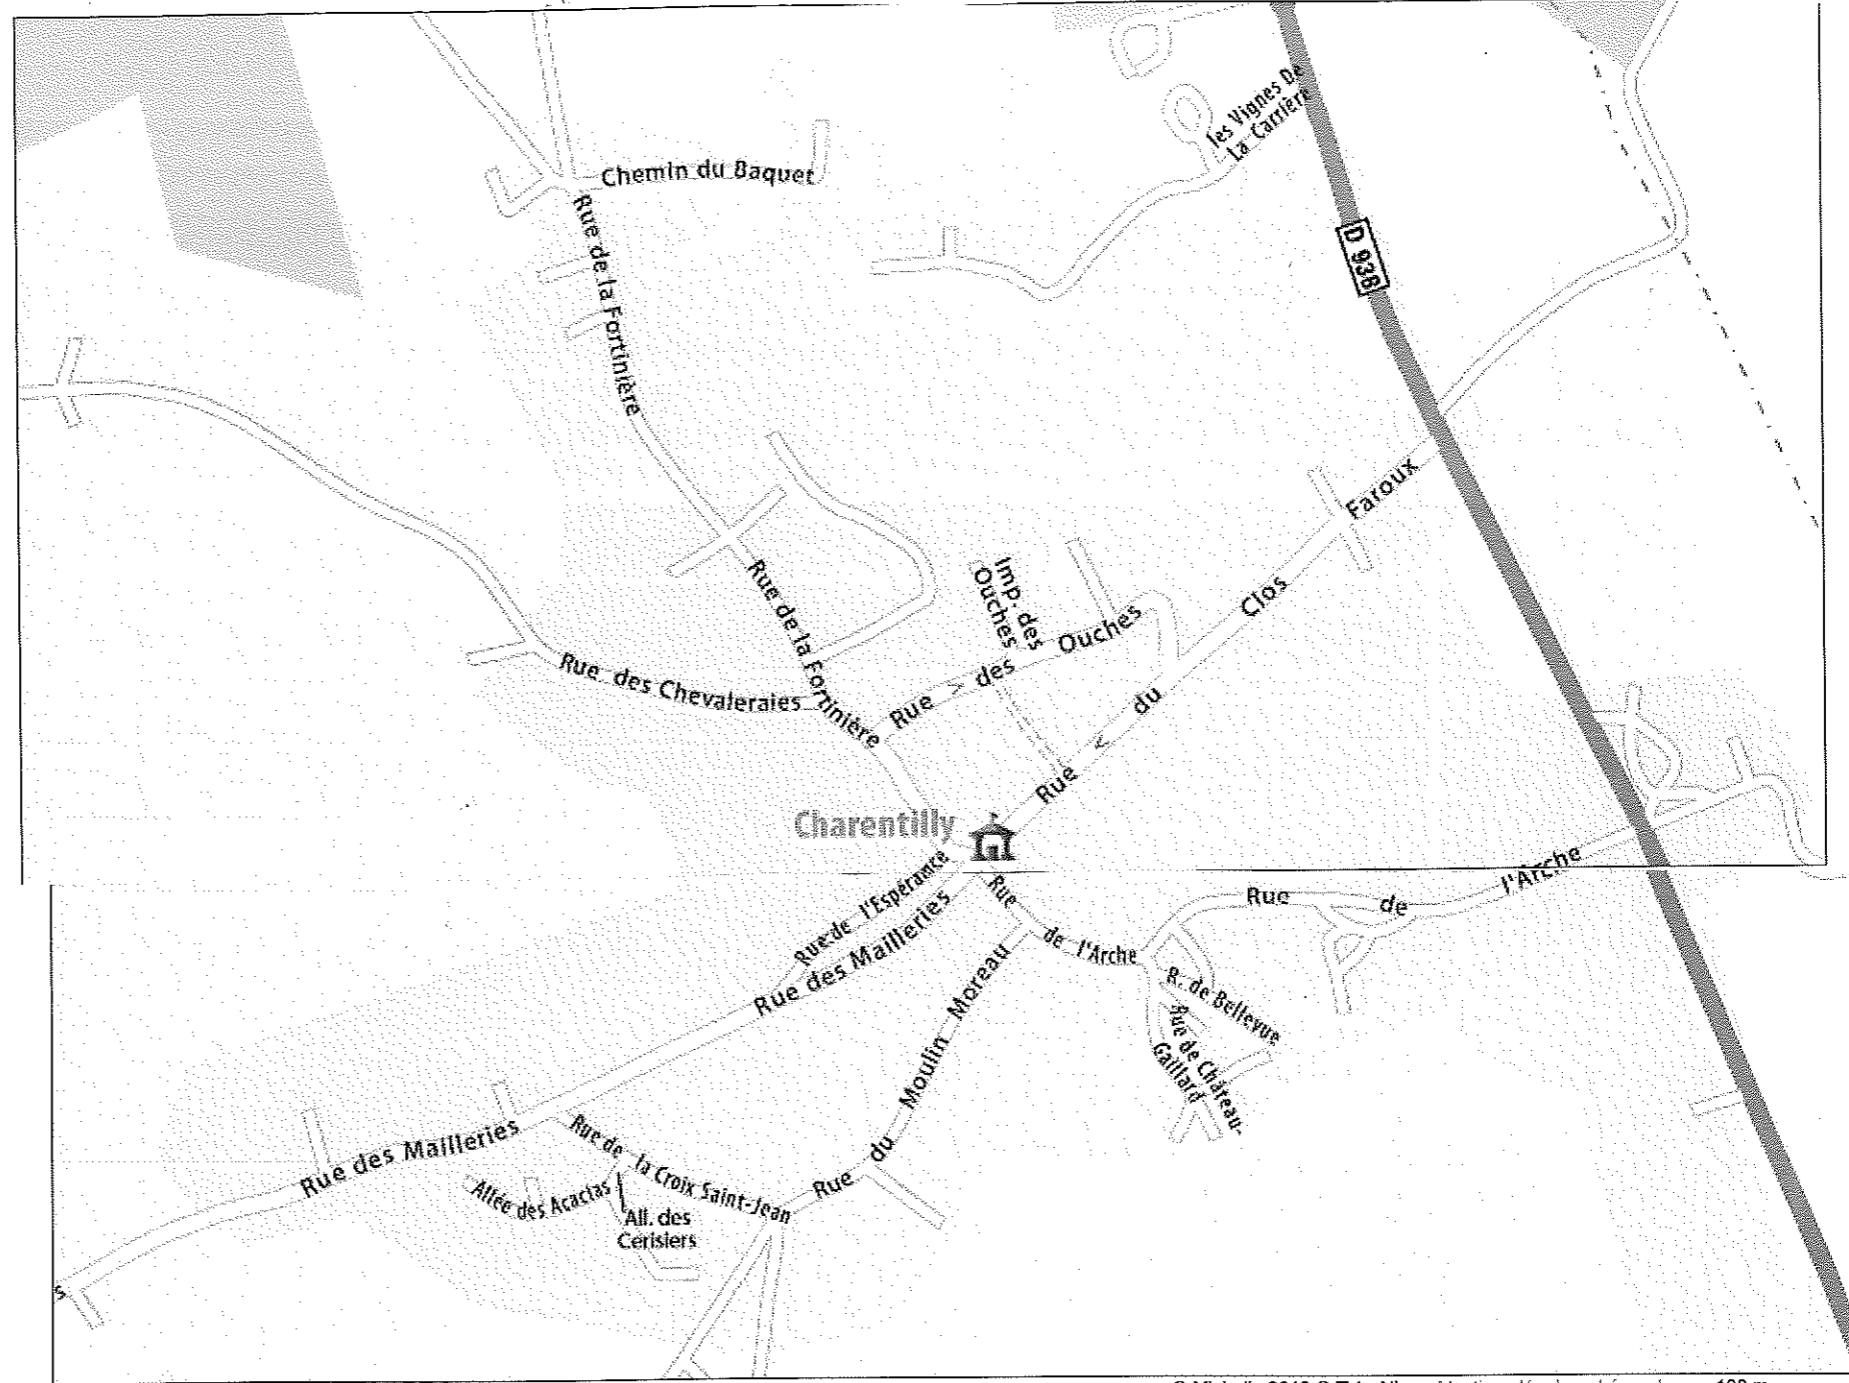 les Vignes De
La Carrière
Chemin du Baquet
Rue de la Fortinière
D 938
Faroux
Imp. des
Ouches
Rue de la Fortinière
Clos
Ouches
des
Rue
Rue des Chevaleraies
du
Rue
Charentilly
Rue de l'Espérance
Rue des Mailleries
Rue
de l'Arche
Rue de l'Arche
Moreau
Moulin
du
Rue
R. de Bellevue
Rue de Château-
Gaillard
Rue des Mailleries
Rue de la Croix Saint-Jean
Allée des Acacias
All. des
Cerisiers
s